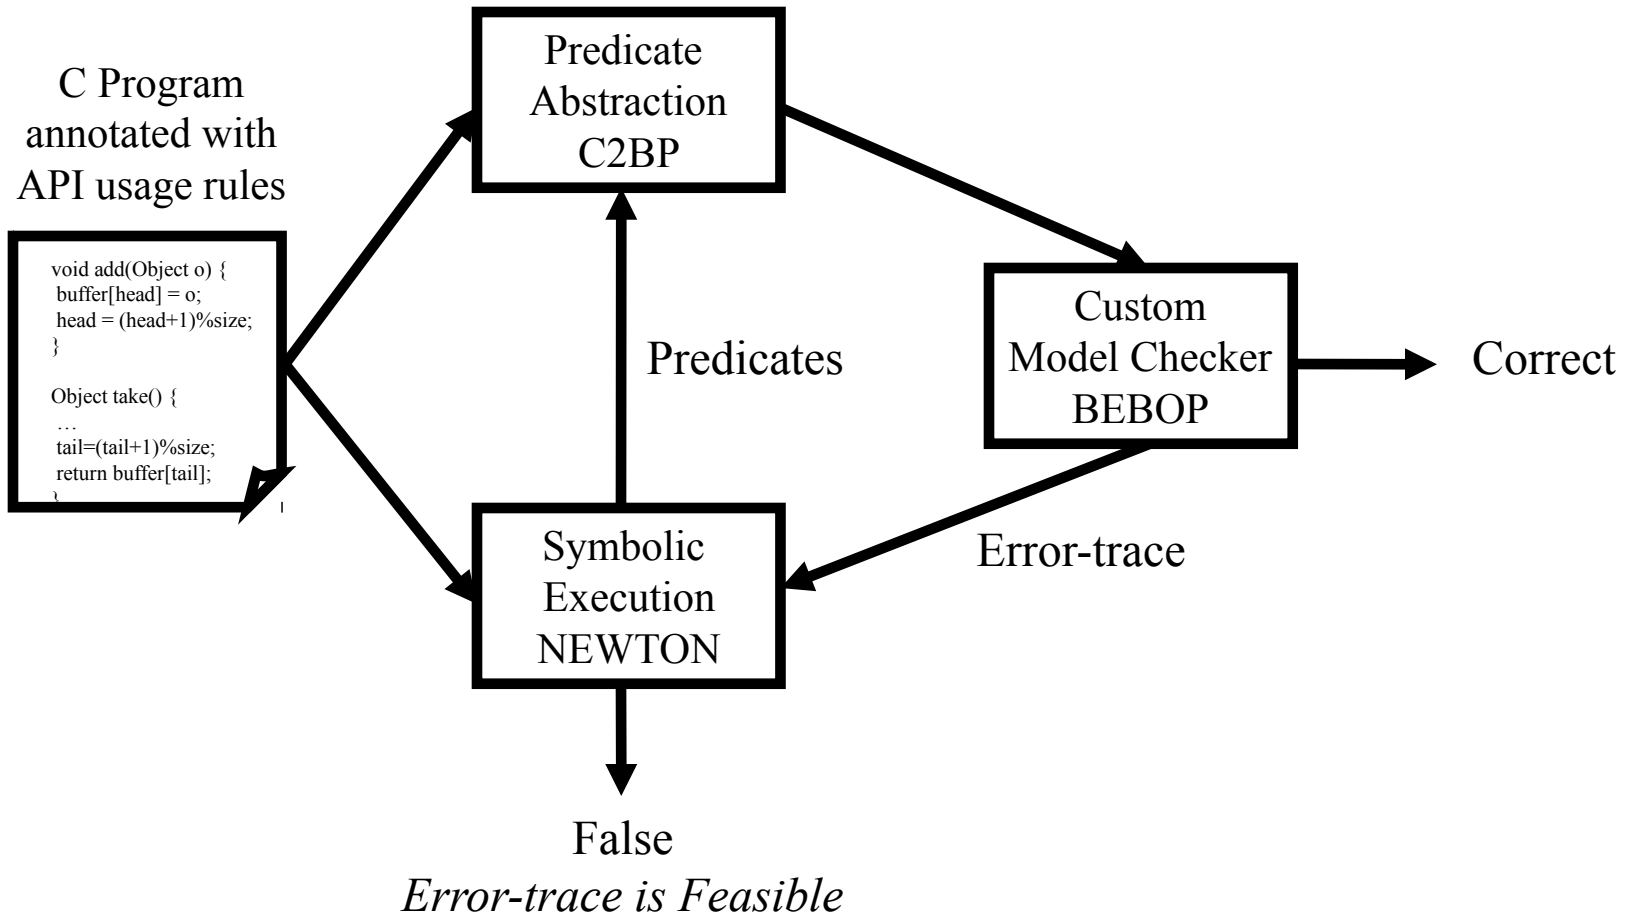 C Program
annotated with
API usage rules
void add(Object o) {
buffer[head] = o;
head = (head+1)%size;
}
Object take() {
…
tail=(tail+1)%size;
return buffer[tail];
}
Predicate
Abstraction
C2BP
Predicates
Custom
Model Checker
BEBOP
Correct
Error-trace
Symbolic
Execution
NEWTON
False
Error-trace is Feasible